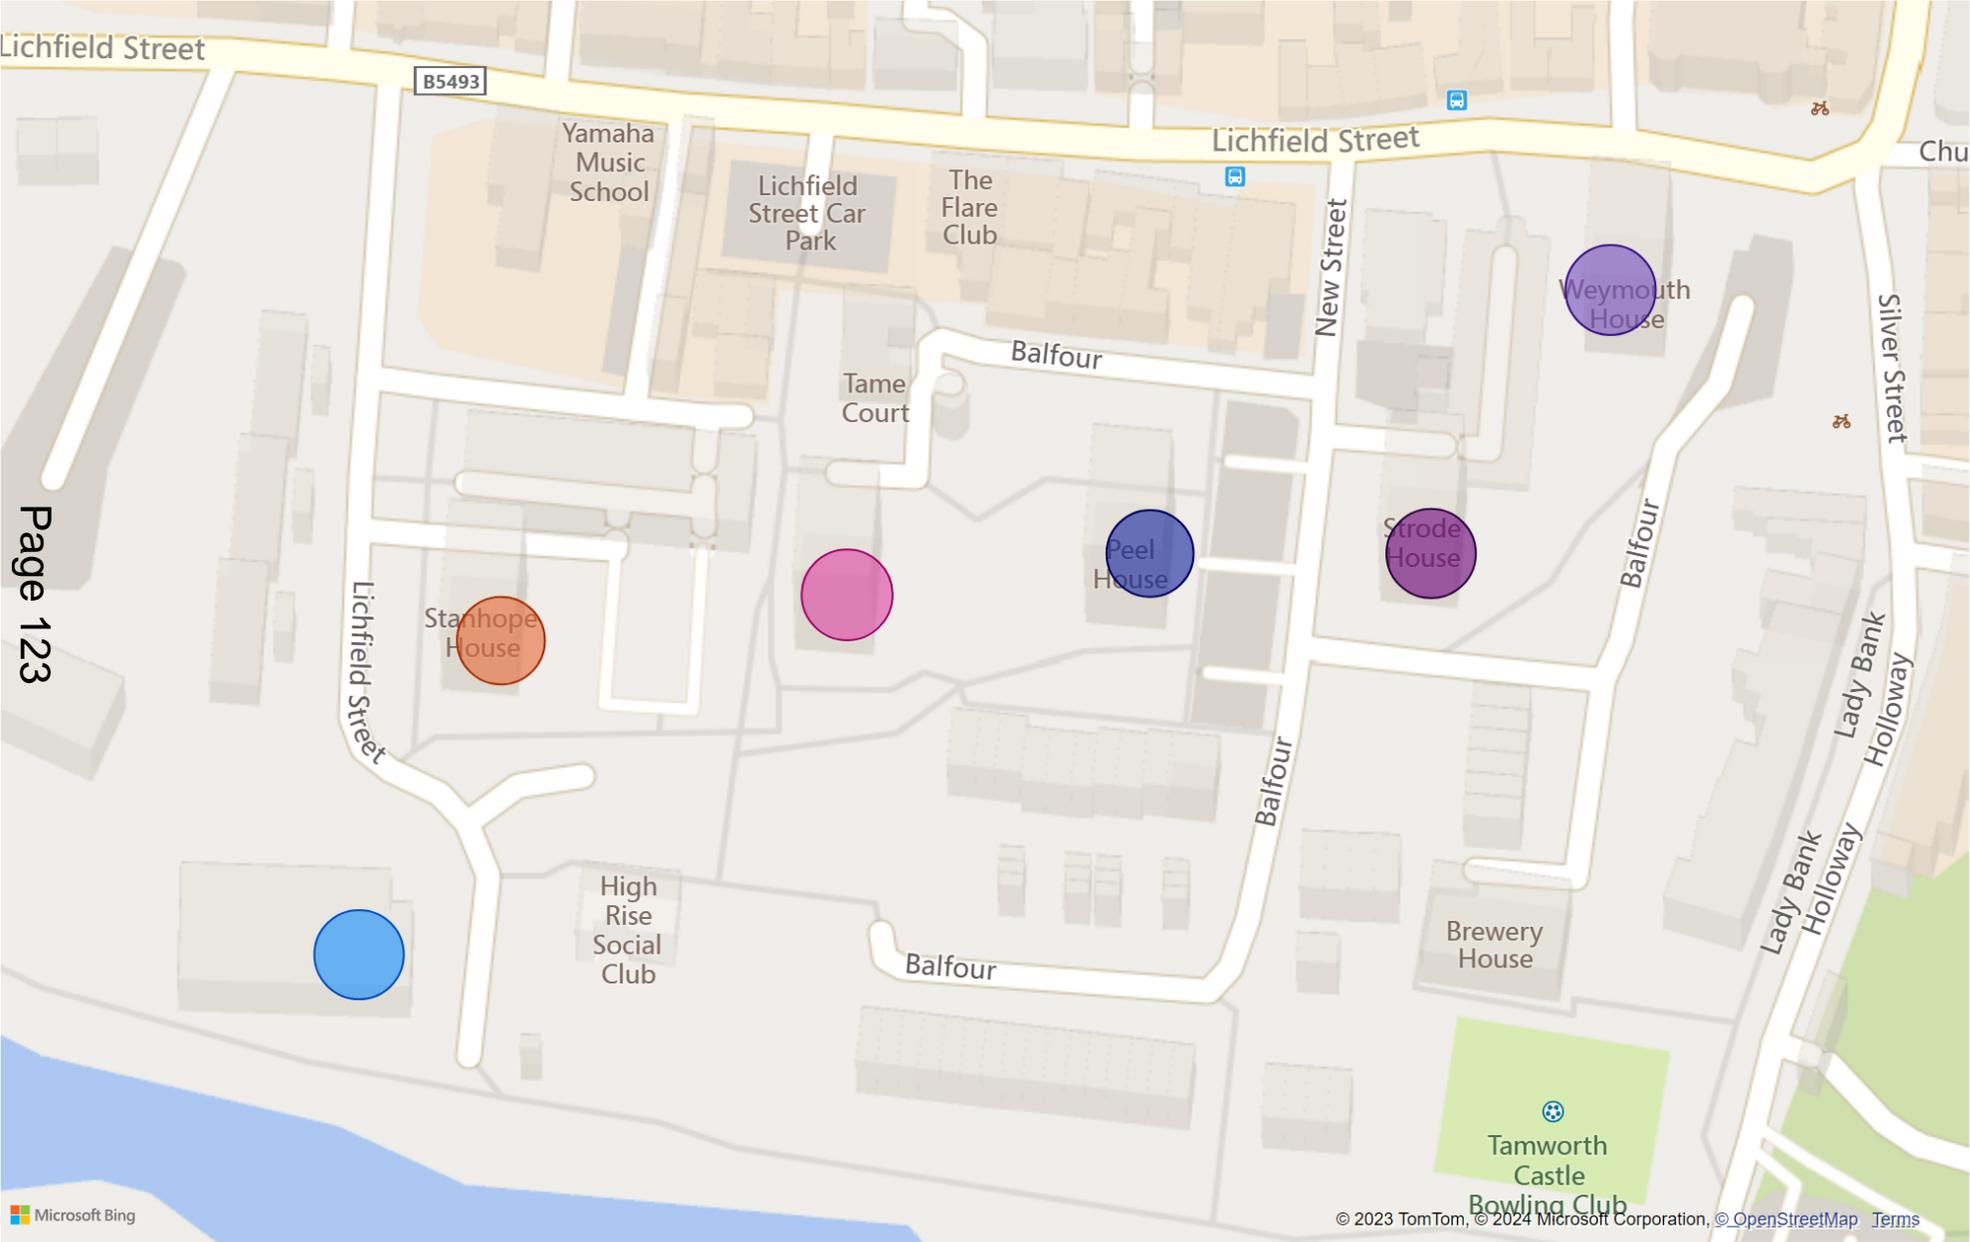 Lichfield Street
B5493
Yamaha
Music
School
Lichfield
Street Car
Park
The
Flare
Club
Lichfield Street
Chu
New Street
Weymouth
House
Silver Street
Balfour
Tame
Court
Peel
House
Strode
House
Balfour
Page 123
Stanhope
House
Lichfield Street
Lady Bank
Holloway
Balfour
High
Rise
Social
Club
Balfour
Brewery
House
Lady Bank
Holloway
Tamworth
Castle
Bowling Club
Microsoft Bing
© 2023 TomTom, © 2024 Microsoft Corporation, © OpenStreetMap Terms